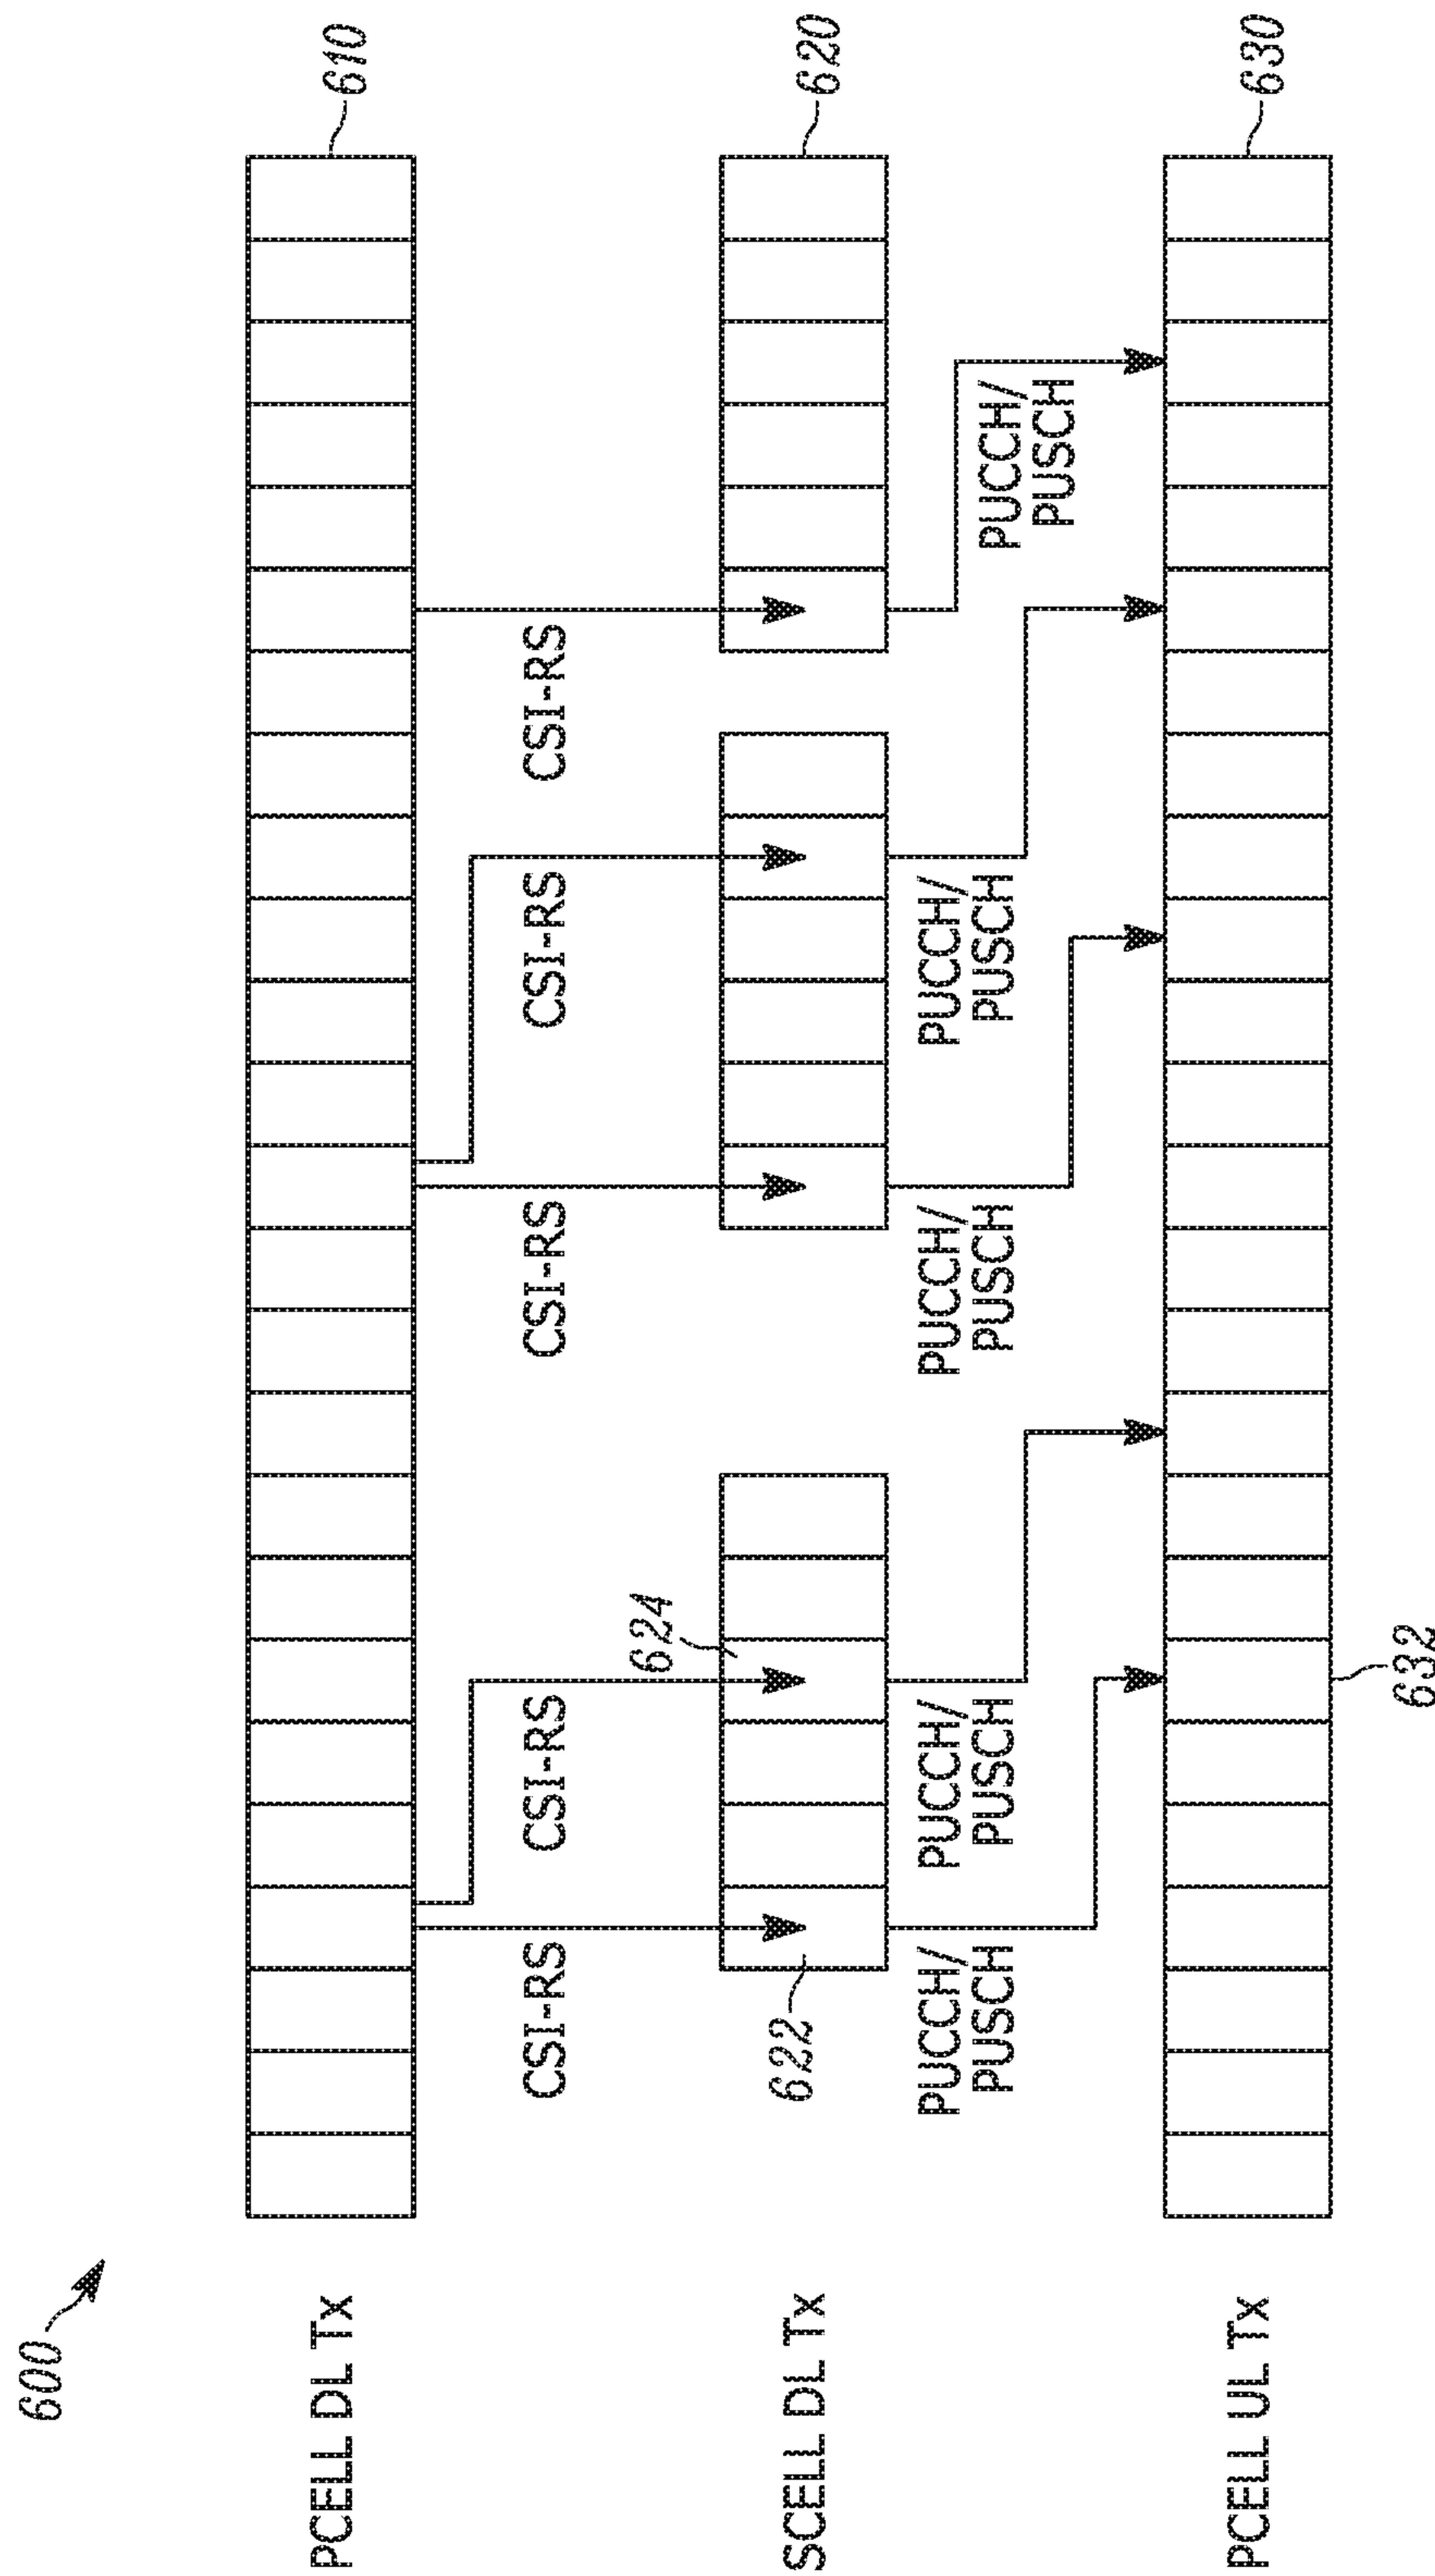 600
PCELL DL Tx
610
CSI-RS
CSI-RS
CSI-RS
CSI-RS
CSI-RS
624
622
SCELL DL Tx
620
PUCCH/
PUSCH
PUCCH/
PUSCH
PUCCH/
PUSCH
PUCCH/
PUSCH
PUCCH/
PUSCH
PCELL UL Tx
630
632